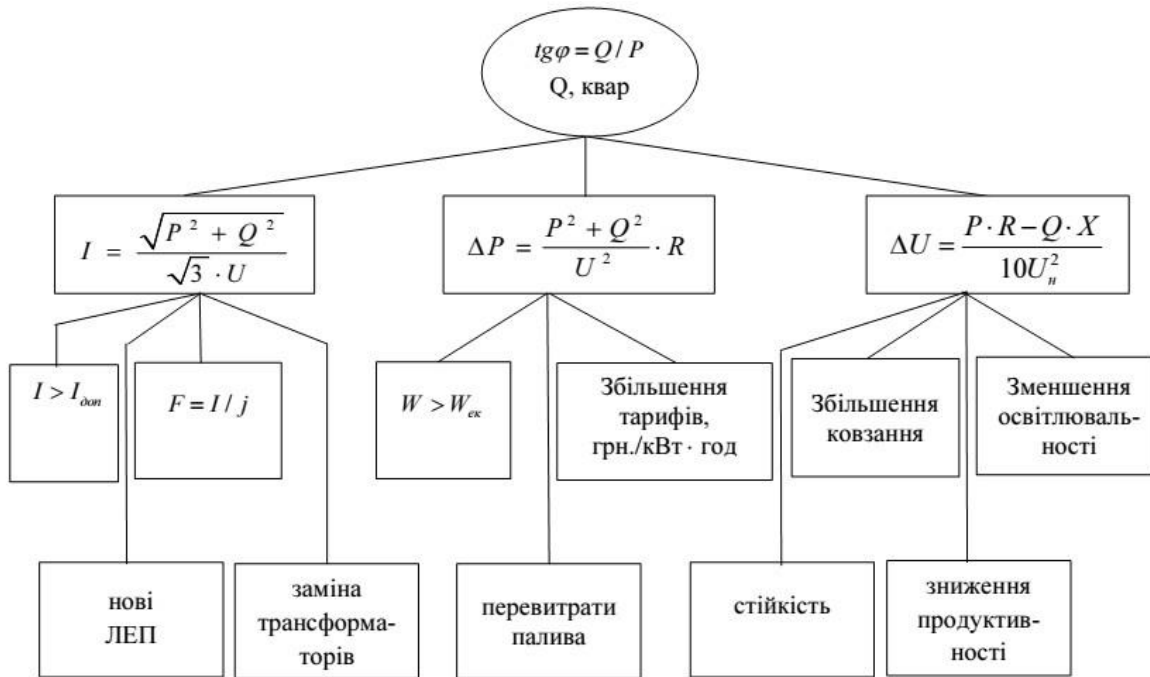 tgφ = Q / P
Q, квар
I = √(P² + Q²) / (√3 · U)
ΔP = (P² + Q²) / U² · R
ΔU = (P · R − Q · X) / 10U²н
I > Iдоп
F = I / j
W > Wек
Збільшення
тарифів,
грн./кВт · год
Збільшення
ковзання
Зменшення
освітлюваль-
ності
нові
ЛЕП
заміна
трансформа-
торів
перевитрати
палива
стійкість
зниження
продуктив-
ності